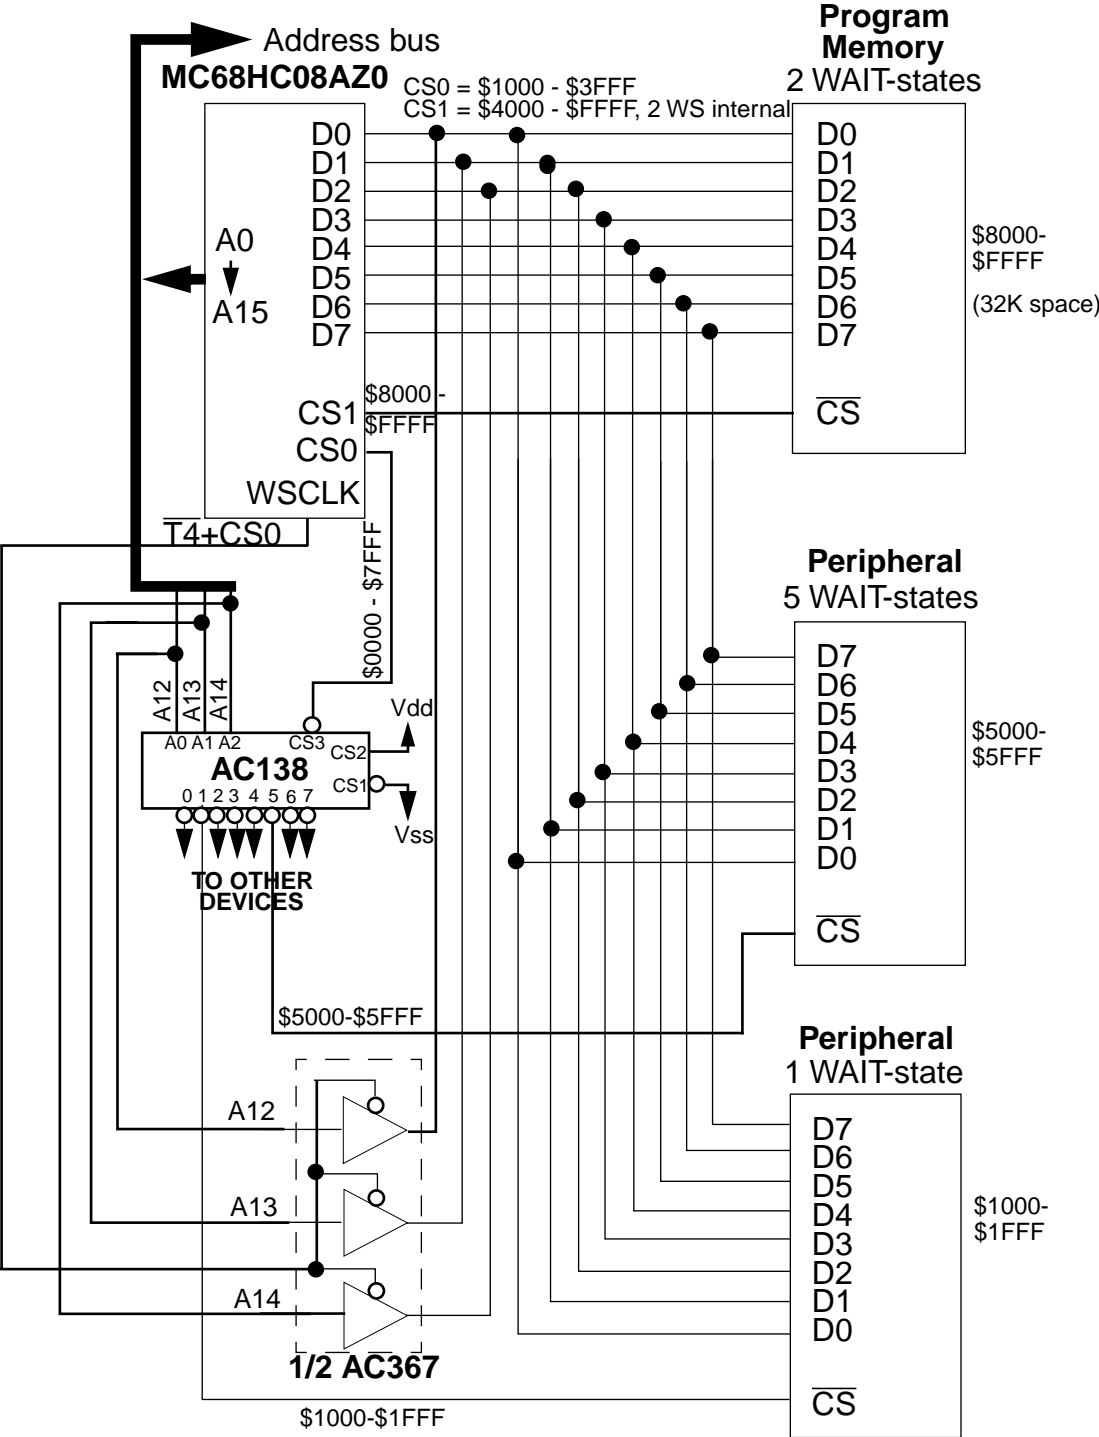 Address bus
MC68HC08AZ0
CS0 = $1000 - $3FFF
CS1 = $4000 - $FFFF, 2 WS internal
Program
Memory
2 WAIT-states
D0
D1
D2
D3
D4
D5
D6
D7
A0
A15
CS1
CS0
WSCLK
$8000 -
$FFFF
D0
D1
D2
D3
D4
D5
D6
D7
CS
$8000-
$FFFF
(32K space)
T4+CS0
$0000 - $7FFF
A12
A13
A14
A0 A1 A2
CS3
CS2
CS1
AC138
0 1 2 3 4 5 6 7
Vdd
Vss
TO OTHER
DEVICES
Peripheral
5 WAIT-states
D7
D6
D5
D4
D3
D2
D1
D0
CS
$5000-
$5FFF
$5000-$5FFF
Peripheral
1 WAIT-state
D7
D6
D5
D4
D3
D2
D1
D0
CS
$1000-
$1FFF
A12
A13
A14
1/2 AC367
$1000-$1FFF